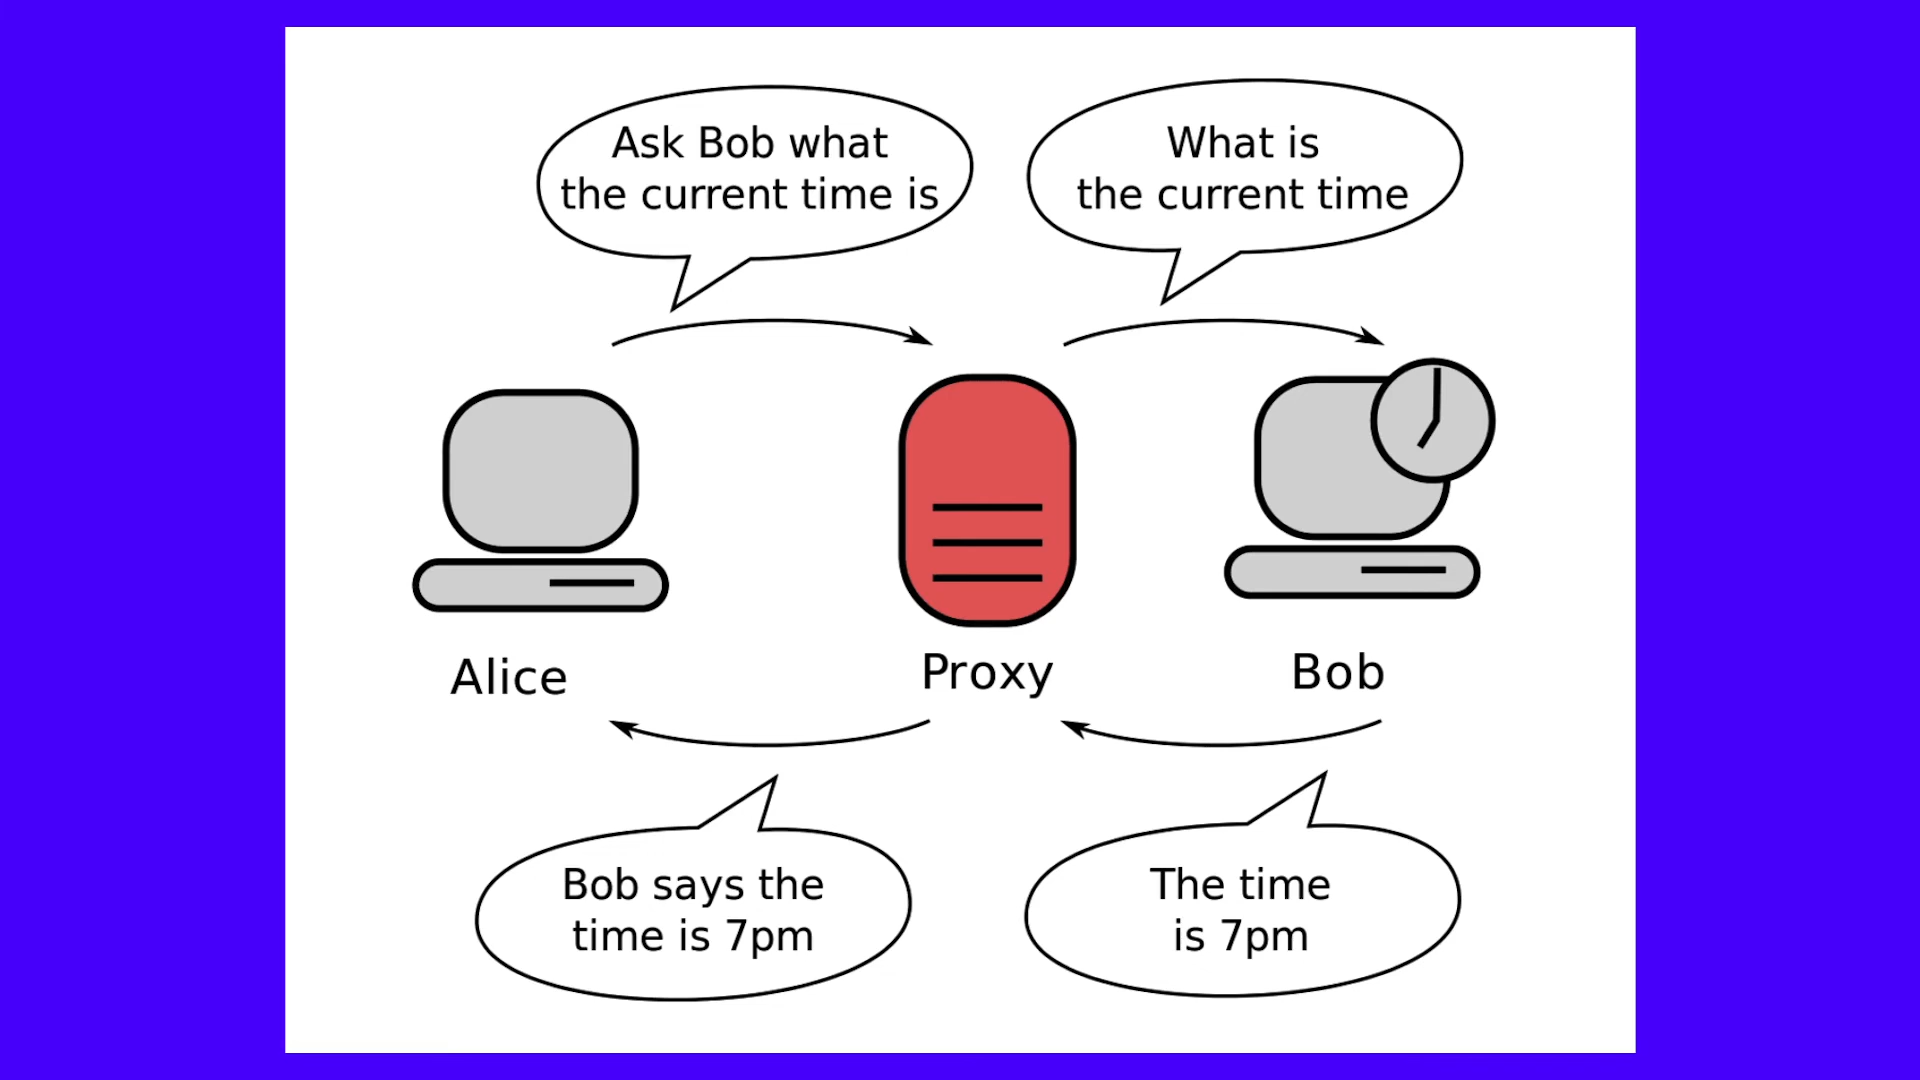 Ask Bob what
the current time is
What is
the current time
Alice
Proxy
Bob
Bob says the
time is 7pm
The time
is 7pm